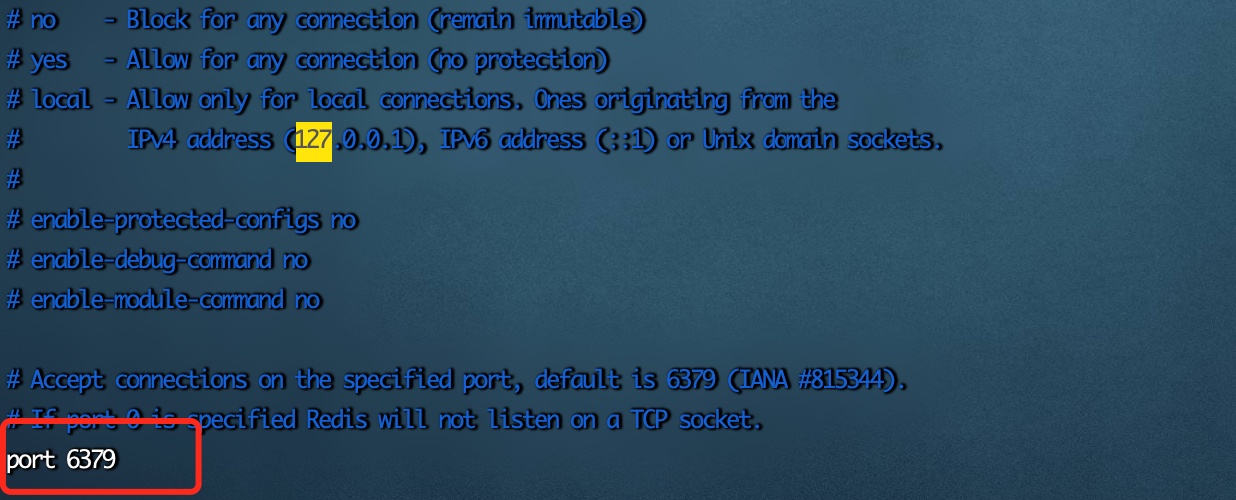 # no    - Block for any connection (remain immutable)
# yes   - Allow for any connection (no protection)
# local - Allow only for local connections. Ones originating from the
#         IPv4 address (127.0.0.1), IPv6 address (::1) or Unix domain sockets.
#
# enable-protected-configs no
# enable-debug-command no
# enable-module-command no
# Accept connections on the specified port, default is 6379 (IANA #815344).
# If port 0 is specified Redis will not listen on a TCP socket.
port 6379